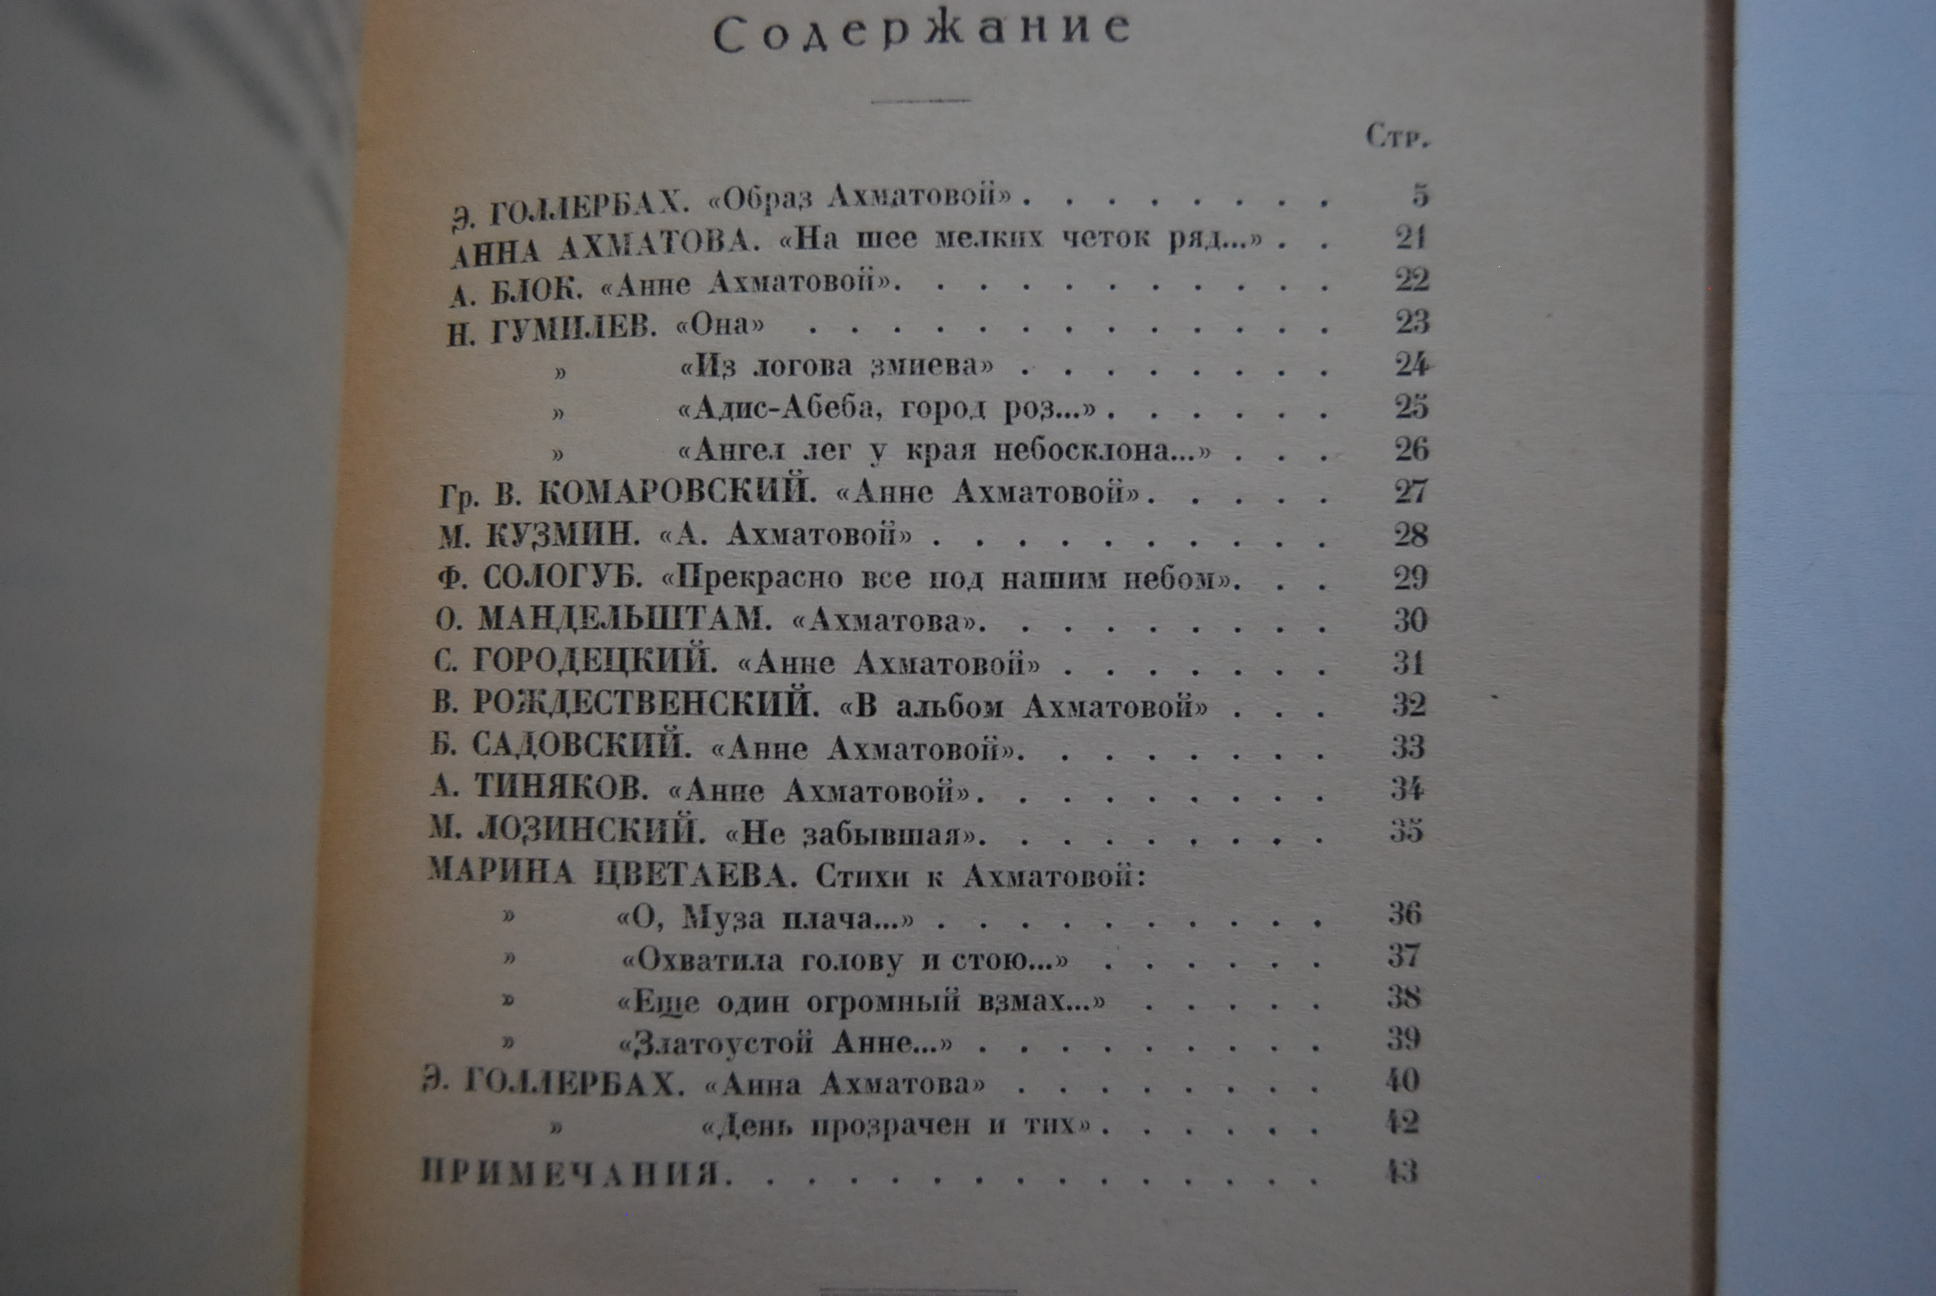 Содержание
Стр.
Э. ГОЛЛЕРБАХ. «Образ Ахматовой» . . . . . . . . 5
АННА АХМАТОВА. «На шее мелких четок ряд...» . . 21
А. БЛОК. «Анне Ахматовой». . . . . . . . . . . 22
Н. ГУМИЛЕВ. «Она» . . . . . . . . . . . . . 23
» «Из логова змиева» . . . . . . . . 24
» «Адис-Абеба, город роз...» . . . . . . 25
» «Ангел лег у края небосклона...» . . . 26
Гр. В. КОМАРОВСКИЙ. «Анне Ахматовой» . . . . . 27
М. КУЗМИН. «А. Ахматовой» . . . . . . . . . . 28
Ф. СОЛОГУБ. «Прекрасно все под нашим небом». . . 29
О. МАНДЕЛЬШТАМ. «Ахматова». . . . . . . . . 30
С. ГОРОДЕЦКИЙ. «Анне Ахматовой» . . . . . . . 31
В. РОЖДЕСТВЕНСКИЙ. «В альбом Ахматовой» . . . 32
Б. САДОВСКИЙ. «Анне Ахматовой». . . . . . . . 33
А. ТИНЯКОВ. «Анне Ахматовой». . . . . . . . . 34
М. ЛОЗИНСКИЙ. «Не забывшая». . . . . . . . . 35
МАРИНА ЦВЕТАЕВА. Стихи к Ахматовой:
» «О, Муза плача...» . . . . . . . . . . 36
» «Охватила голову и стою...» . . . . . . 37
» «Еще один огромный взмах...» . . . . . 38
» «Златоустой Анне...» . . . . . . . . . 39
Э. ГОЛЛЕРБАХ. «Анна Ахматова» . . . . . . . . 40
» «День прозрачен и тих» . . . . . . 42
ПРИМЕЧАНИЯ. . . . . . . . . . . . . . . 43